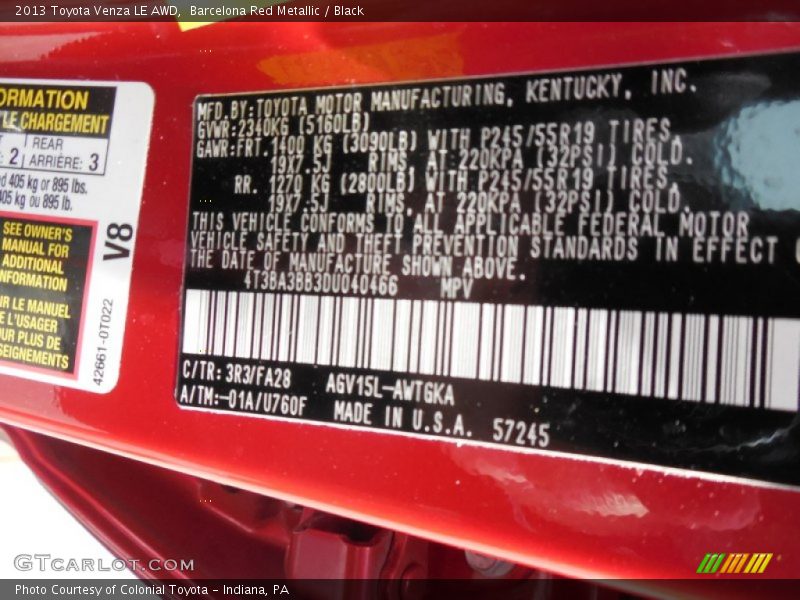 2013 Toyota Venza LE AWD,  Barcelona Red Metallic / Black
ORMATION
LE CHARGEMENT
2 | REAR
ARRIÈRE: 3
d 405 kg or 895 lbs.
405 kg ou 895 lb.
SEE OWNER'S
MANUAL FOR
ADDITIONAL
INFORMATION
LE MANUEL
L'USAGER
PLUS DE
V8
42661-0T022
MFD. BY: TOYOTA MOTOR MANUFACTURING, KENTUCKY, INC.
GVWR: 2340KG (5160LB)
GAWR: FRT. 1400 KG (3090LB) WITH P245/55R19 TIRES,
19X7.5J RIMS, AT 220KPA (32PSI) COLD.
RR. 1270 KG (2800LB) WITH P245/55R19 TIRES,
19X7.5J RIMS, AT 220KPA (32PSI) COLD.
THIS VEHICLE CONFORMS TO ALL APPLICABLE FEDERAL MOTOR
VEHICLE SAFETY AND THEFT PREVENTION STANDARDS IN EFFECT
THE DATE OF MANUFACTURE SHOWN ABOVE.
4T3BA3BB3DU040466 MPV
C/TR: 3R3/FA28 AGV15L-AWTGKA
A/TM:-01A/U760F MADE IN U.S.A. 57245
GTcarlot.com
Photo Courtesy of Colonial Toyota - Indiana, PA